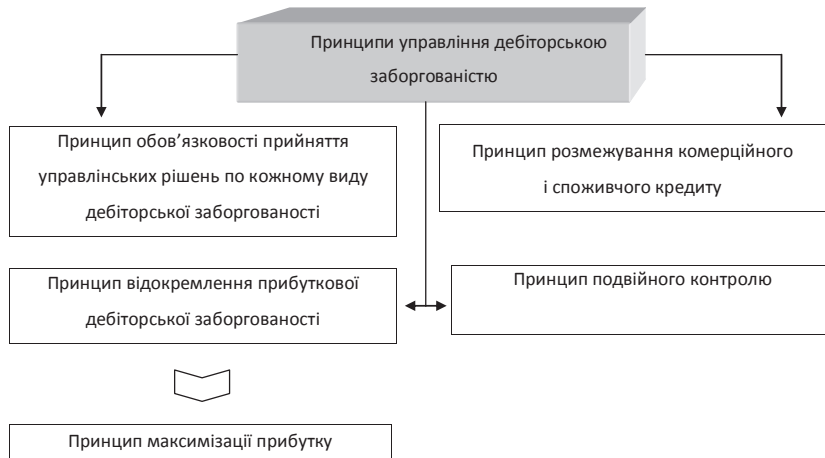 Принципи управління дебіторською
заборгованістю
Принцип обов’язковості прийняття
управлінських рішень по кожному виду
дебіторської заборгованості
Принцип розмежування комерційного
і споживчого кредиту
Принцип відокремлення прибуткової
дебіторської заборгованості
Принцип подвійного контролю
Принцип максимізації прибутку